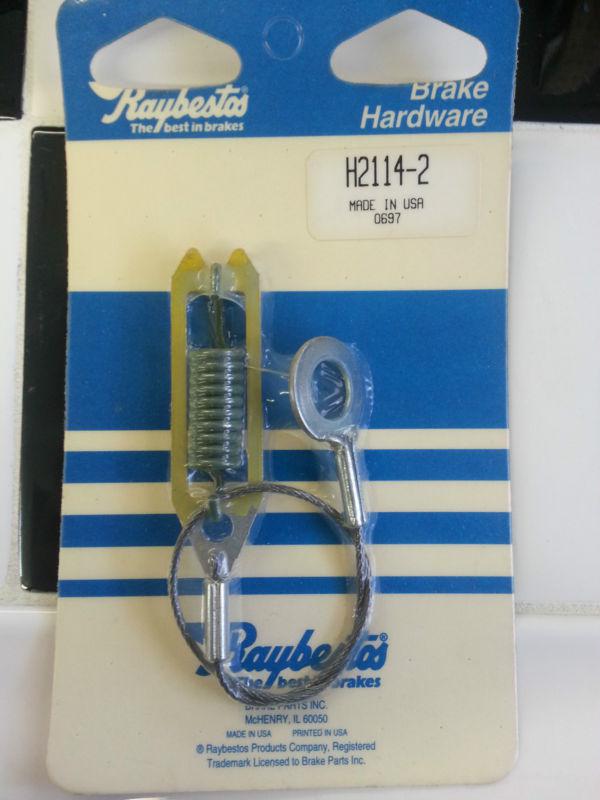 Raybestos®
The best in brakes
Brake
Hardware
H2114-2
MADE IN USA
0697
Raybestos®
The best in brakes
BRAKE PARTS INC.
McHENRY, IL 60050
MADE IN USA PRINTED IN USA
® Raybestos Products Company, Registered
Trademark Licensed to Brake Parts Inc.